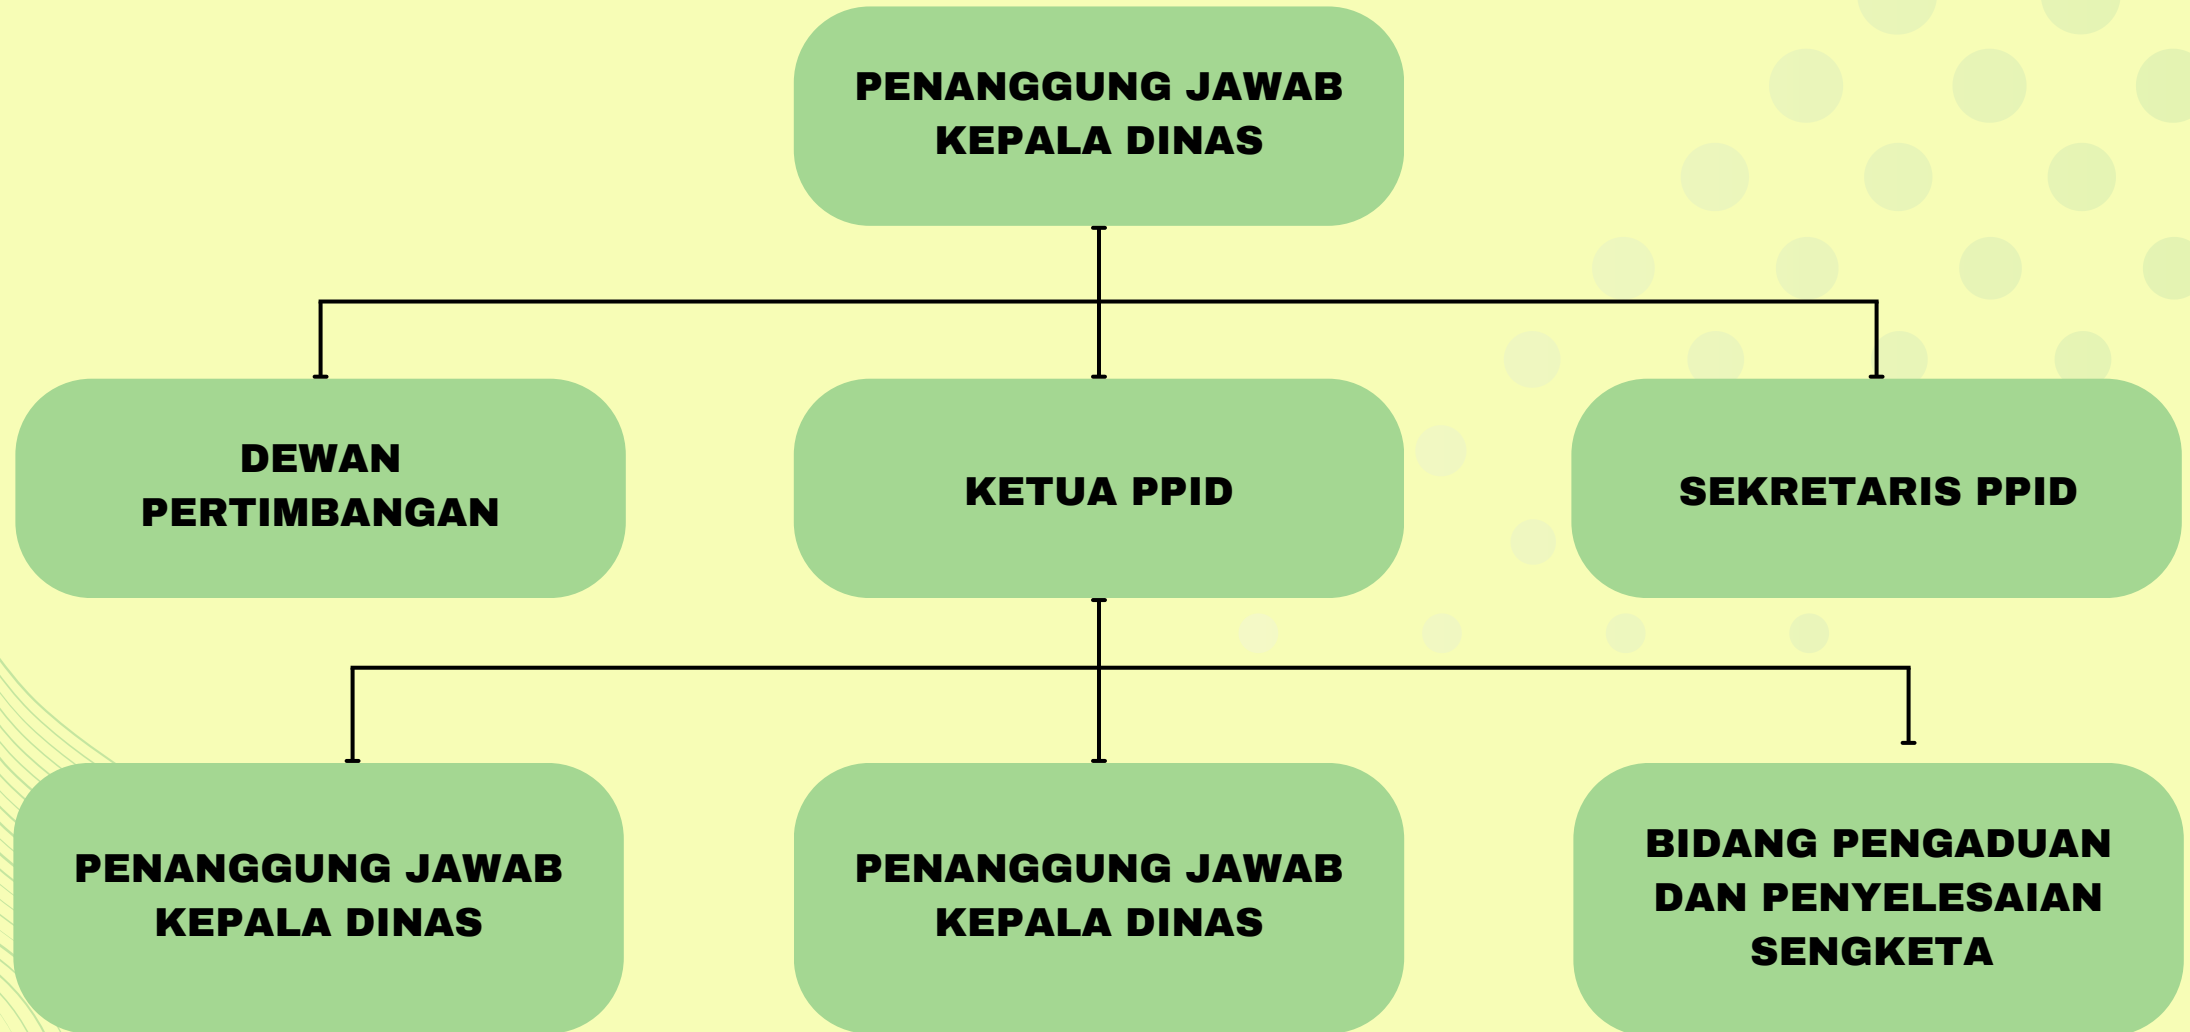 PENANGGUNG JAWAB
KEPALA DINAS
DEWAN
PERTIMBANGAN
KETUA PPID
SEKRETARIS PPID
PENANGGUNG JAWAB
KEPALA DINAS
PENANGGUNG JAWAB
KEPALA DINAS
BIDANG PENGADUAN
DAN PENYELESAIAN
SENGKETA